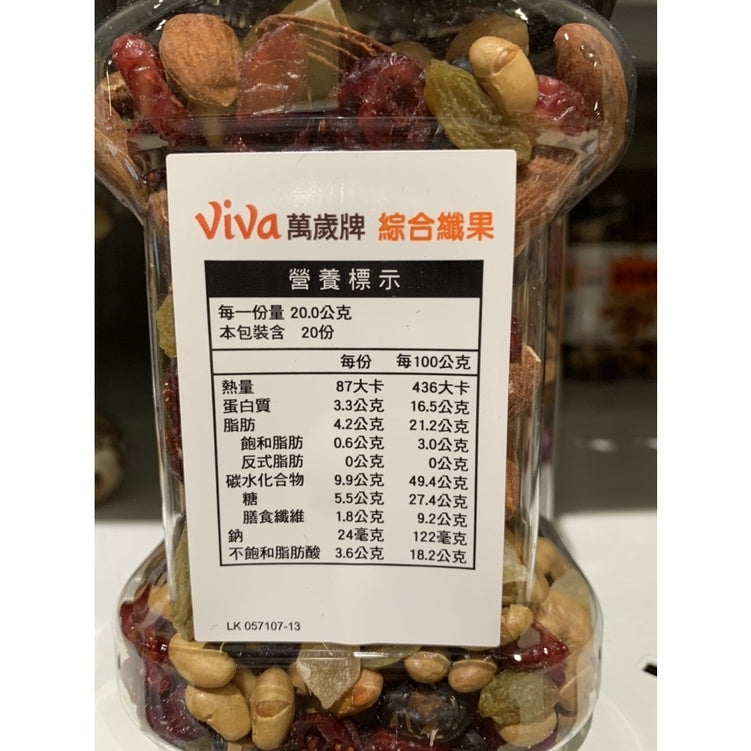 viva 萬歲牌 綜合纖果
營養標示
每一份量 20.0公克
本包裝含 20份
每份 每100公克
熱量 87大卡 436大卡
蛋白質 3.3公克 16.5公克
脂肪 4.2公克 21.2公克
飽和脂肪 0.6公克 3.0公克
反式脂肪 0公克 0公克
碳水化合物 9.9公克 49.4公克
糖 5.5公克 27.4公克
膳食纖維 1.8公克 9.2公克
鈉 24毫克 122毫克
不飽和脂肪酸 3.6公克 18.2公克
LK 057107-13